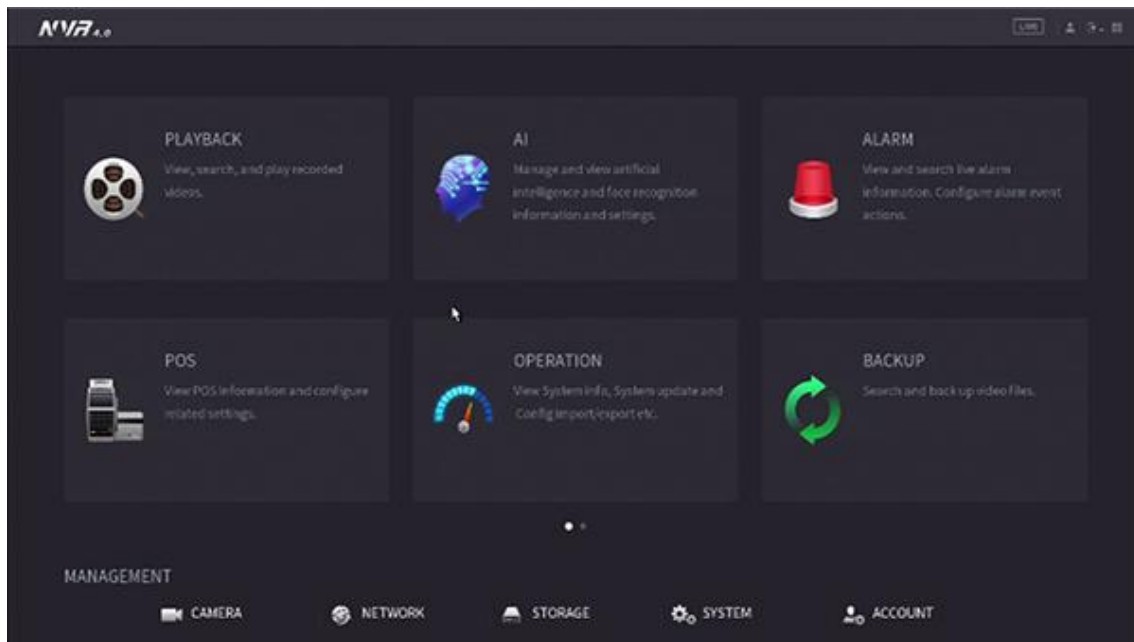 NVR 4.0
LIVE
PLAYBACK
View, search, and play recorded
videos.
AI
Manage and view artificial
intelligence and face recognition
information and settings.
ALARM
View and search live alarm
information. Configure alarm event
actions.
POS
View POS information and configure
related settings.
OPERATION
View System info, System update and
Config import/export etc.
BACKUP
Search and back up video files.
MANAGEMENT
CAMERA
NETWORK
STORAGE
SYSTEM
ACCOUNT